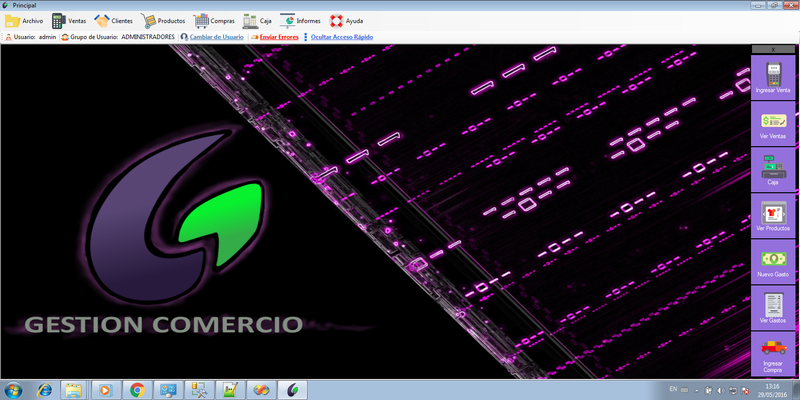 Principal
Archivo Ventas Clientes Productos Compras Caja Informes Ayuda
Usuario: admin Grupo de Usuario: ADMINISTRADORES Cambiar de Usuario Enviar Errores Ocultar Acceso Rápido
x
Ingresar Venta
Ver Ventas
Caja
Ver Productos
Nuevo Gasto
Ver Gastos
Ingresar
Compra
GESTION COMERCIO
EN
13:16
29/05/2016